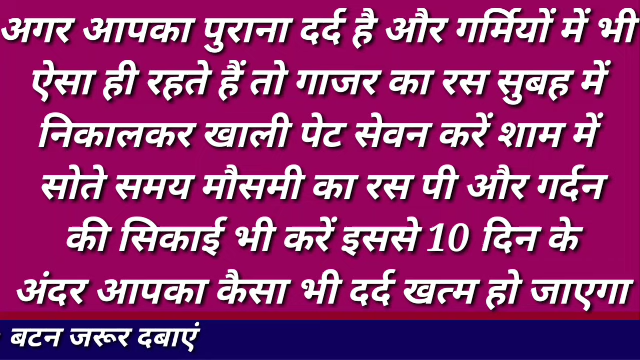 अगर आपका पुराना दर्द है और गर्मियों में भी
ऐसा ही रहते हैं तो गाजर का रस सुबह में
निकालकर खाली पेट सेवन करें शाम में
सोते समय मौसमी का रस पी और गर्दन
की सिकाई भी करें इससे 10 दिन के
अंदर आपका कैसा भी दर्द खत्म हो जाएगा
बटन जरूर दबाएं